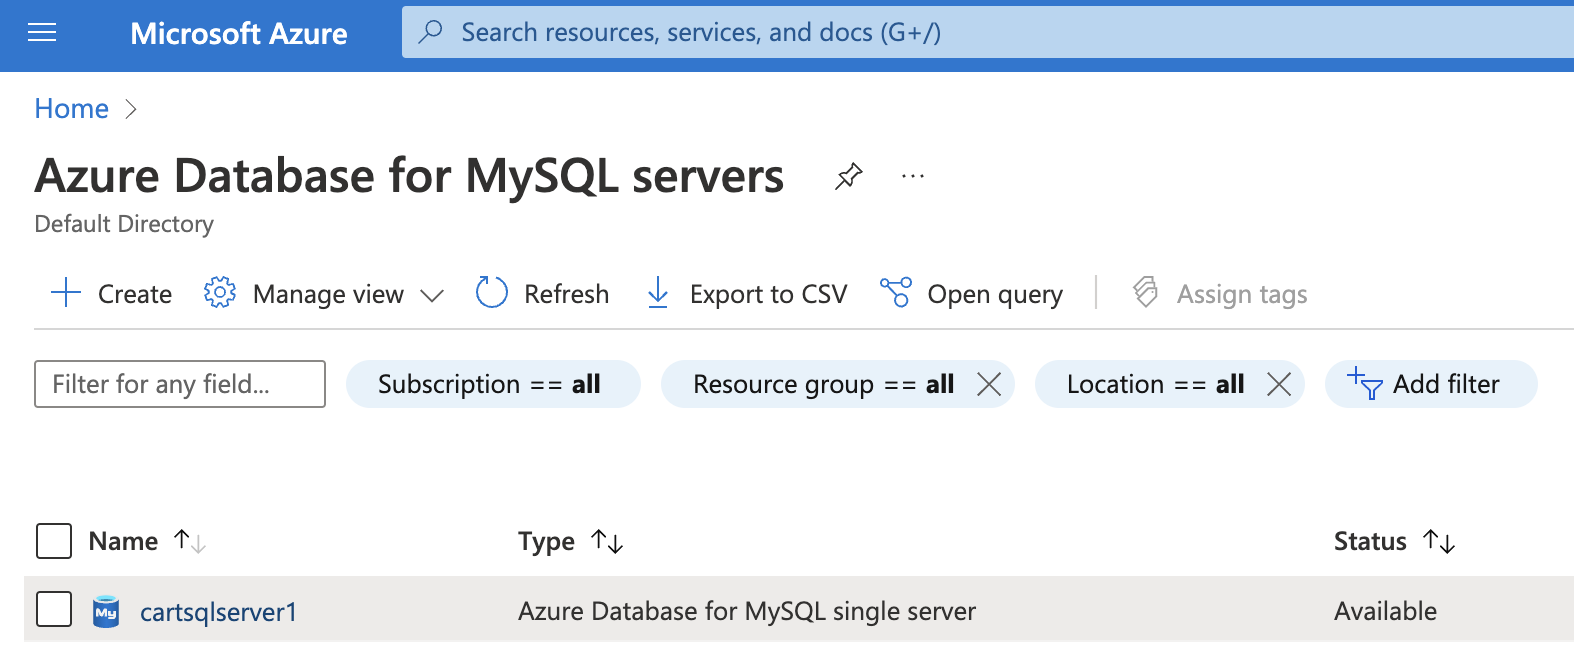 Microsoft Azure
Search resources, services, and docs (G+/)
Home
Azure Database for MySQL servers
...
Default Directory
Create
Manage view
Refresh
Export to CSV
Open query
Assign tags
Filter for any field...
Subscription == all
Resource group == all
Location == all
Add filter
Name
Type
Status
My
cartsqlserver1
Azure Database for MySQL single server
Available